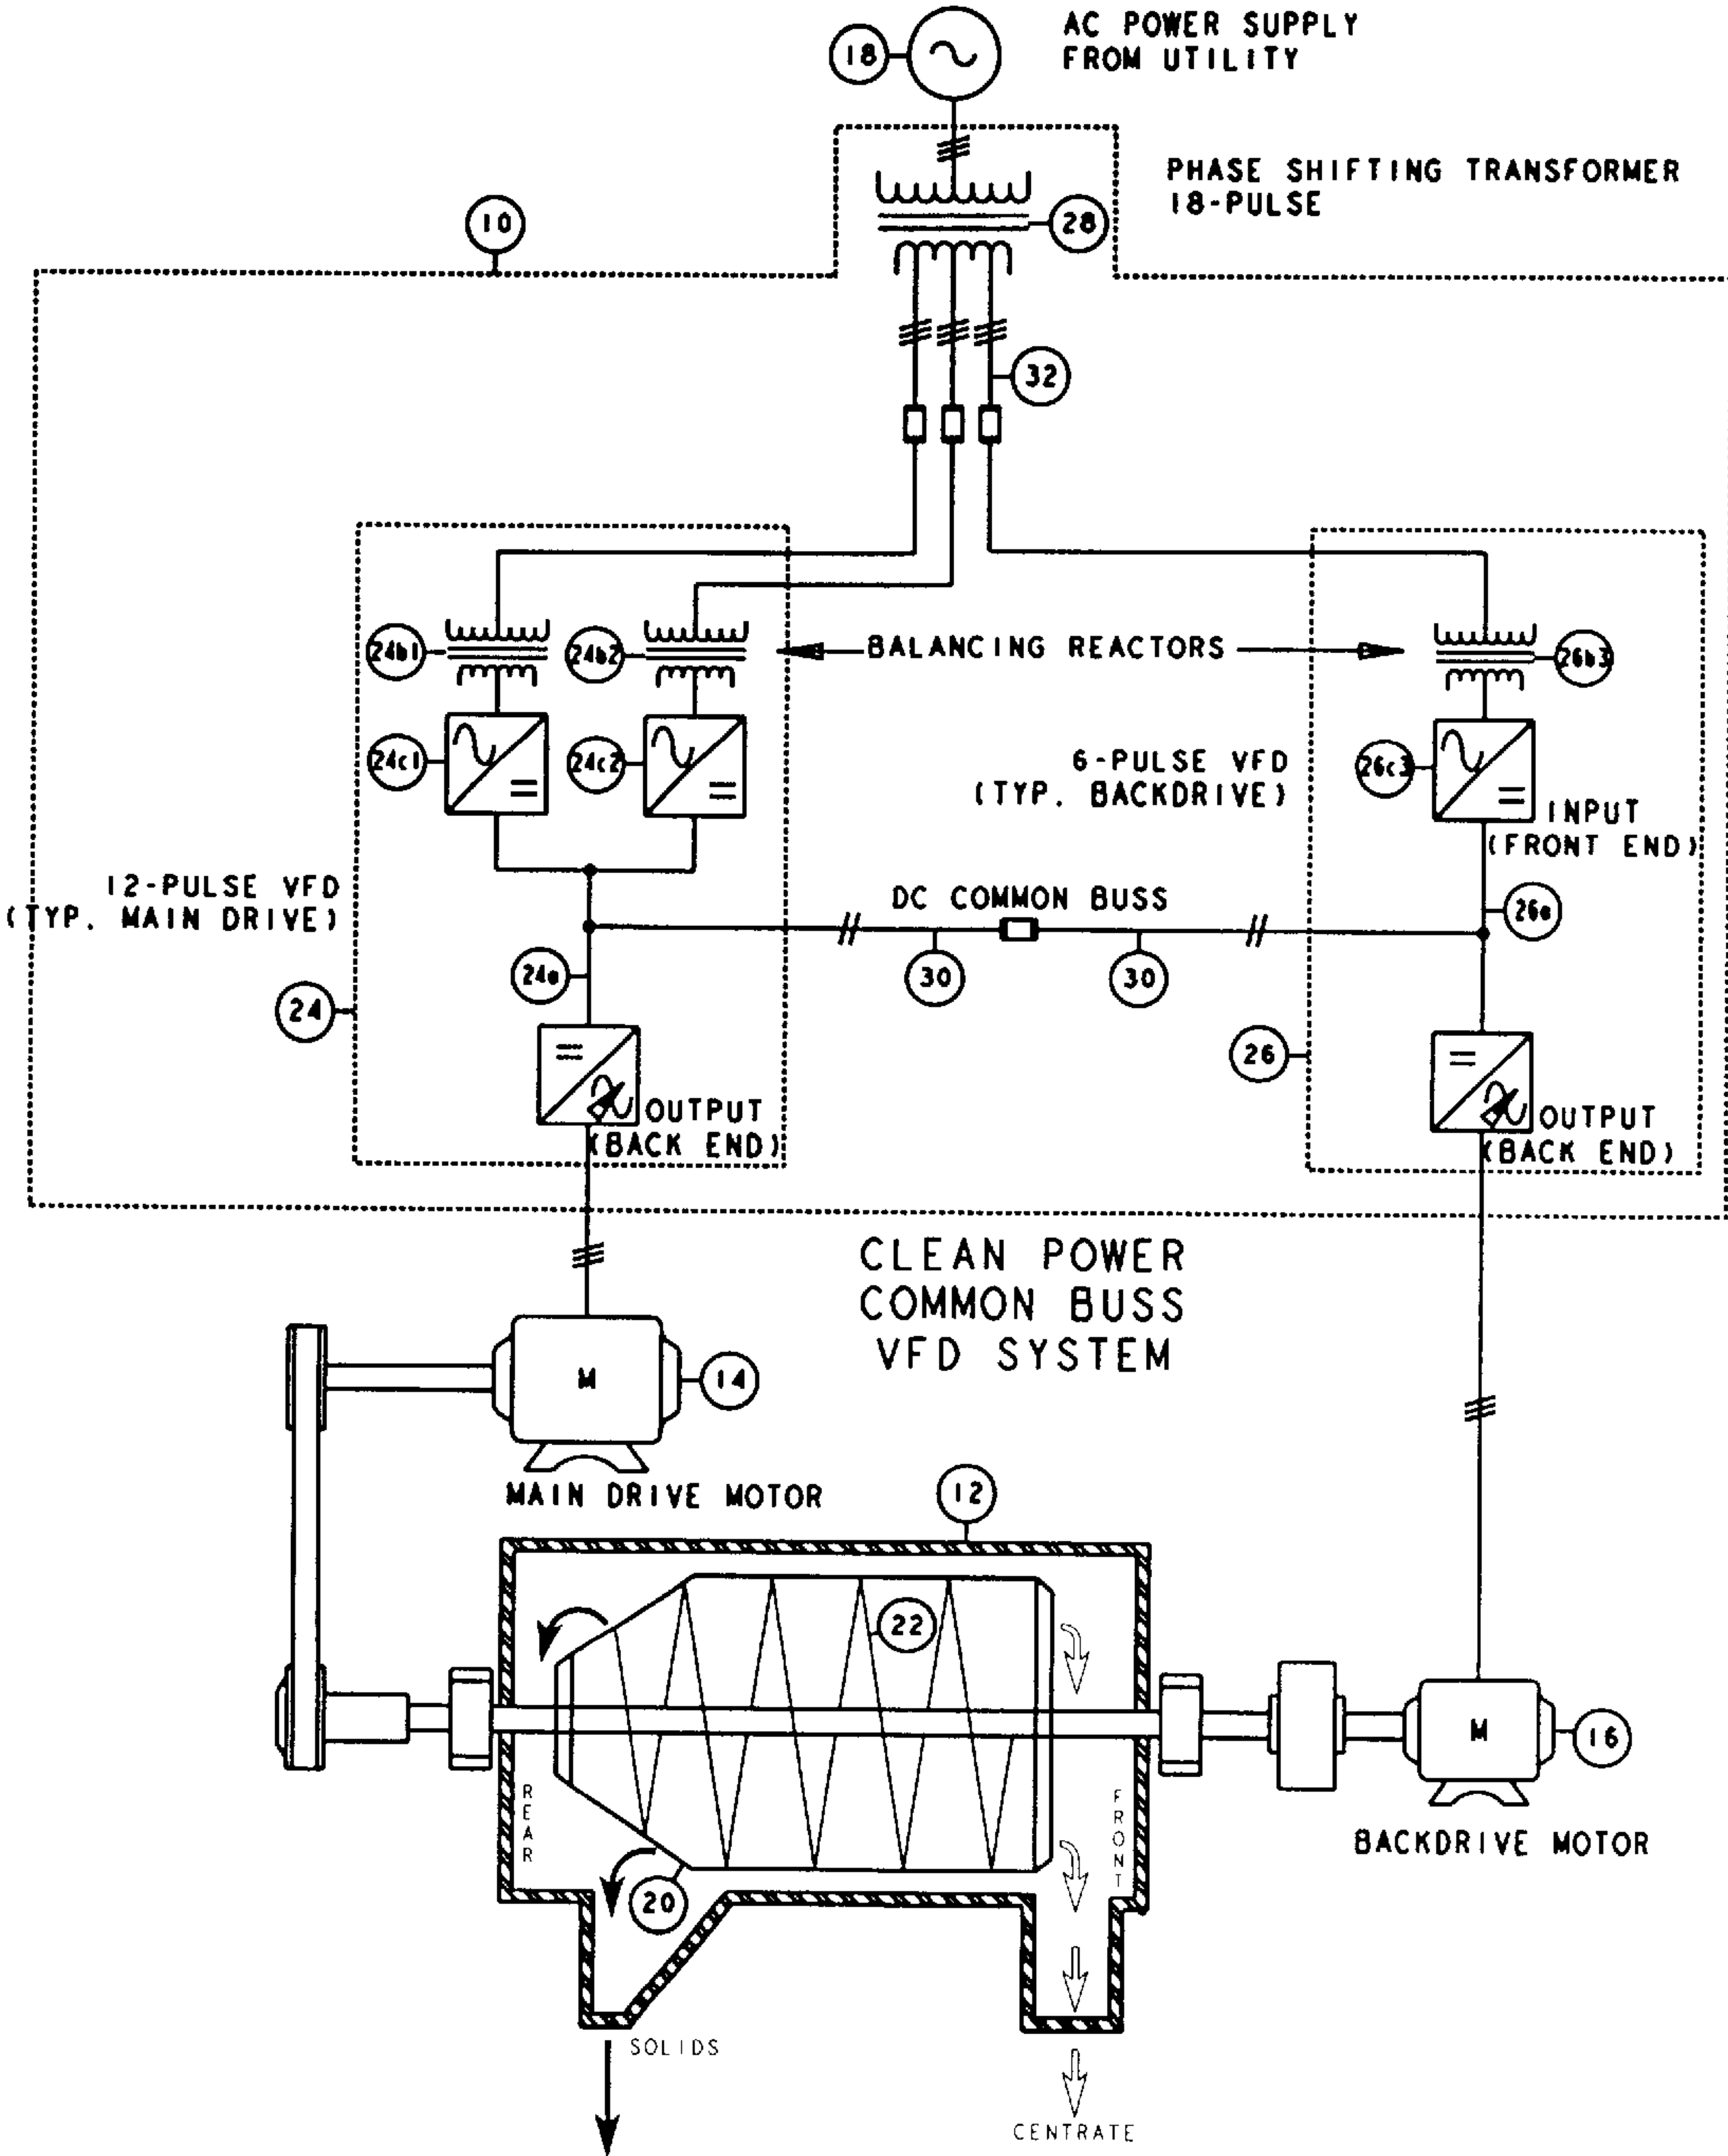 AC POWER SUPPLY
FROM UTILITY
18
PHASE SHIFTING TRANSFORMER
18-PULSE
10
28
32
24b1
24b2
BALANCING REACTORS
26b3
24c1
24c2
6-PULSE VFD
(TYP. BACKDRIVE)
26c3
INPUT
(FRONT END)
12-PULSE VFD
(TYP. MAIN DRIVE)
DC COMMON BUSS
26a
24a
30
30
24
26
OUTPUT
(BACK END)
OUTPUT
(BACK END)
CLEAN POWER
COMMON BUSS
VFD SYSTEM
M
14
MAIN DRIVE MOTOR
12
22
M
16
REAR
FRONT
BACKDRIVE MOTOR
20
SOLIDS
CENTRATE